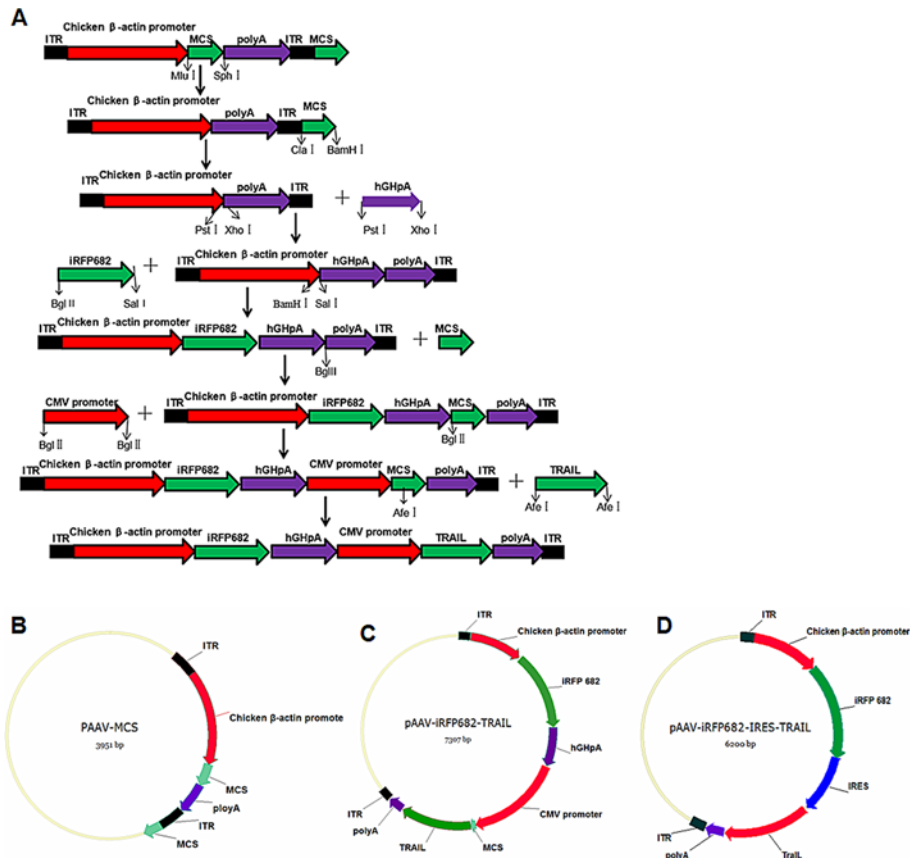 A
Chicken β-actin promoter
ITR MCS polyA ITR MCS
Mlu Ⅰ Sph Ⅰ
Chicken β-actin promoter
ITR polyA ITR MCS
Cla Ⅰ BamH Ⅰ
Chicken β-actin promoter
ITR polyA ITR + hGHpA
Pst Ⅰ Xho Ⅰ Pst Ⅰ Xho Ⅰ
Chicken β-actin promoter
iRFP682 + ITR hGHpA polyA ITR
Bgl Ⅱ Sal Ⅰ BamH Ⅰ Sal Ⅰ
ITR Chicken β-actin promoter iRFP682 hGHpA polyA ITR + MCS
BglII
CMV promoter + ITR Chicken β-actin promoter iRFP682 hGHpA MCS polyA ITR
Bgl Ⅱ Bgl Ⅱ Bgl Ⅱ
ITR Chicken β-actin promoter iRFP682 hGHpA CMV promoter MCS polyA ITR + TRAIL
Afe Ⅰ Afe Ⅰ Afe Ⅰ
ITR Chicken β-actin promoter iRFP682 hGHpA CMV promoter TRAIL polyA ITR
B
ITR
Chicken β-actin promote
MCS
ployA
ITR
MCS
PAAV-MCS
3951 bp
C
ITR
Chicken β-actin promoter
iRFP 682
hGHpA
CMV promoter
MCS
TRAIL
polyA
ITR
pAAV-iRFP682-TRAIL
7307 bp
D
ITR
Chicken β-actin promoter
iRFP 682
IRES
TraIL
polyA
ITR
pAAV-iRFP682-IRES-TRAIL
6200 bp